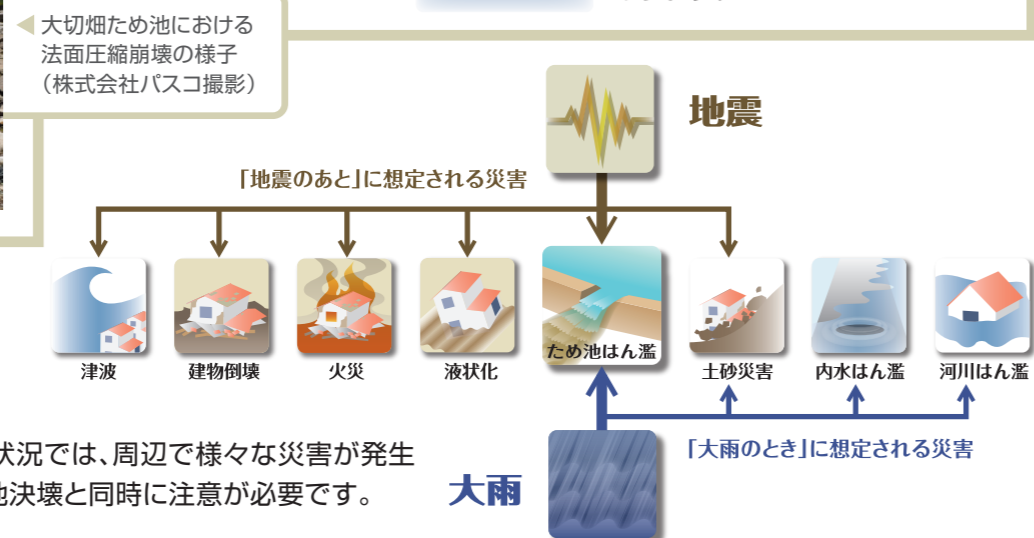 ◀大切畑ため池における
法面圧縮崩壊の様子
（株式会社パスコ撮影）
地震
「地震のあと」に想定される災害
津波
建物倒壊
火災
液状化
ため池はん濫
土砂災害
内水はん濫
河川はん濫
「大雨のとき」に想定される災害
大雨
状況では、周辺で様々な災害が発生
決壊と同時に注意が必要です。